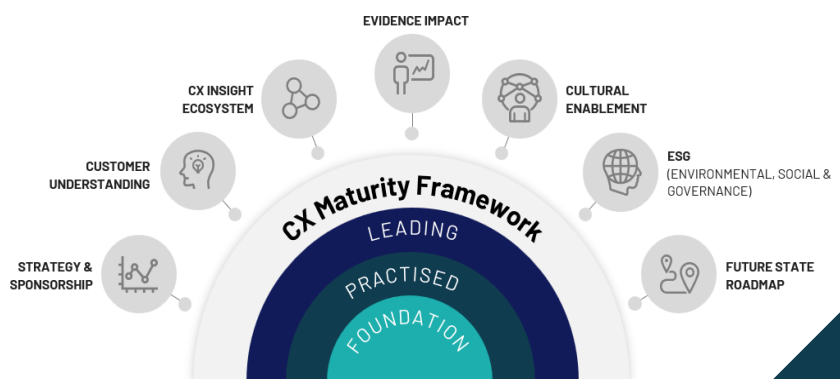 EVIDENCE IMPACT
CX INSIGHT
ECOSYSTEM
CULTURAL
ENABLEMENT
CUSTOMER
UNDERSTANDING
ESG
(ENVIRONMENTAL, SOCIAL &
GOVERNANCE)
STRATEGY &
SPONSORSHIP
FUTURE STATE
ROADMAP
CX Maturity Framework
LEADING
PRACTISED
FOUNDATION